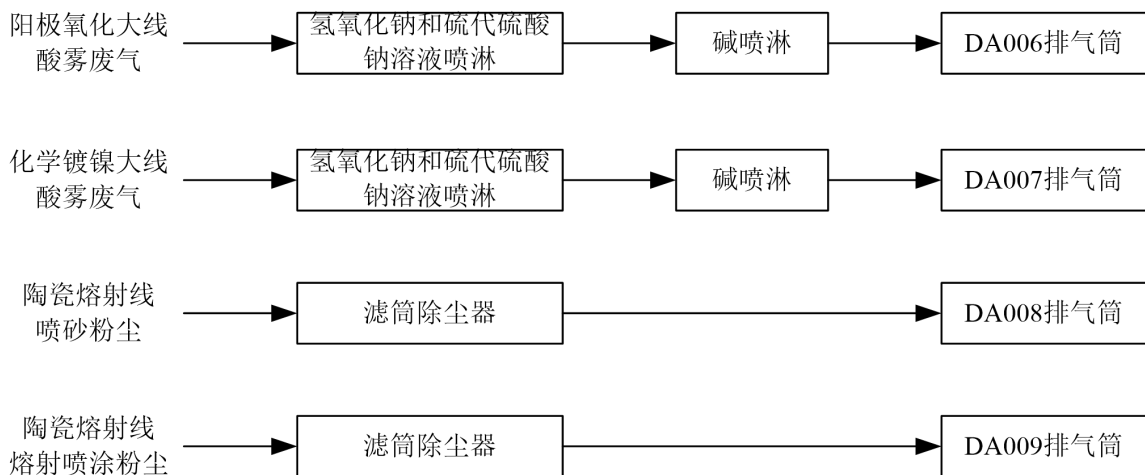 阳极氧化大线
酸雾废气
氢氧化钠和硫代硫酸
钠溶液喷淋
碱喷淋
DA006排气筒
化学镀镍大线
酸雾废气
氢氧化钠和硫代硫酸
钠溶液喷淋
碱喷淋
DA007排气筒
陶瓷熔射线
喷砂粉尘
滤筒除尘器
DA008排气筒
陶瓷熔射线
熔射喷涂粉尘
滤筒除尘器
DA009排气筒